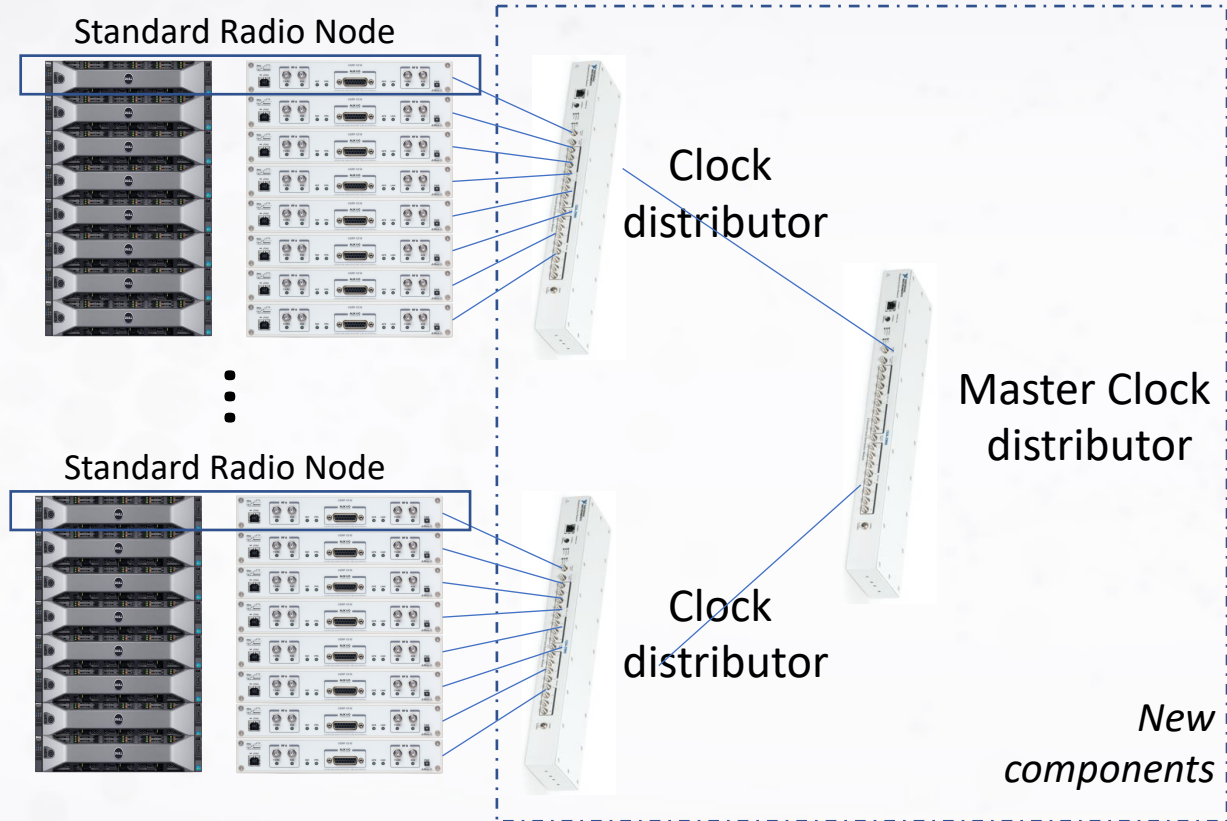 Standard Radio Node
Clock
distributor
Master Clock
distributor
Standard Radio Node
Clock
distributor
New
components